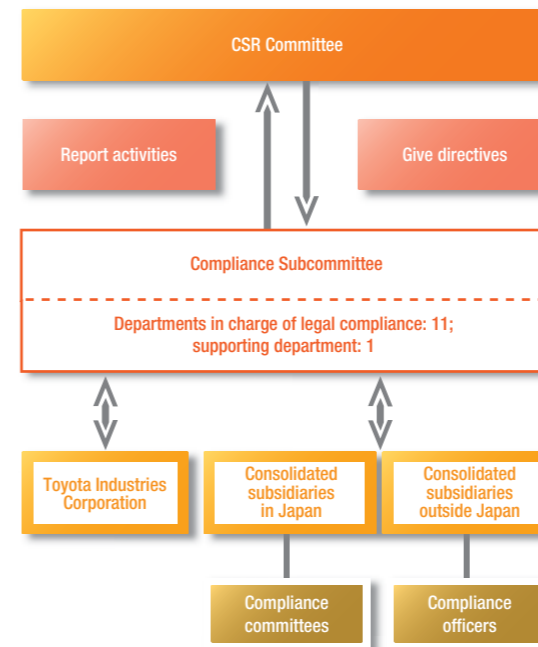 CSR Committee
Report activities
Give directives
Compliance Subcommittee
Departments in charge of legal compliance: 11;
supporting department: 1
Toyota Industries
Corporation
Consolidated
subsidiaries
in Japan
Consolidated
subsidiaries
outside Japan
Compliance
committees
Compliance
officers